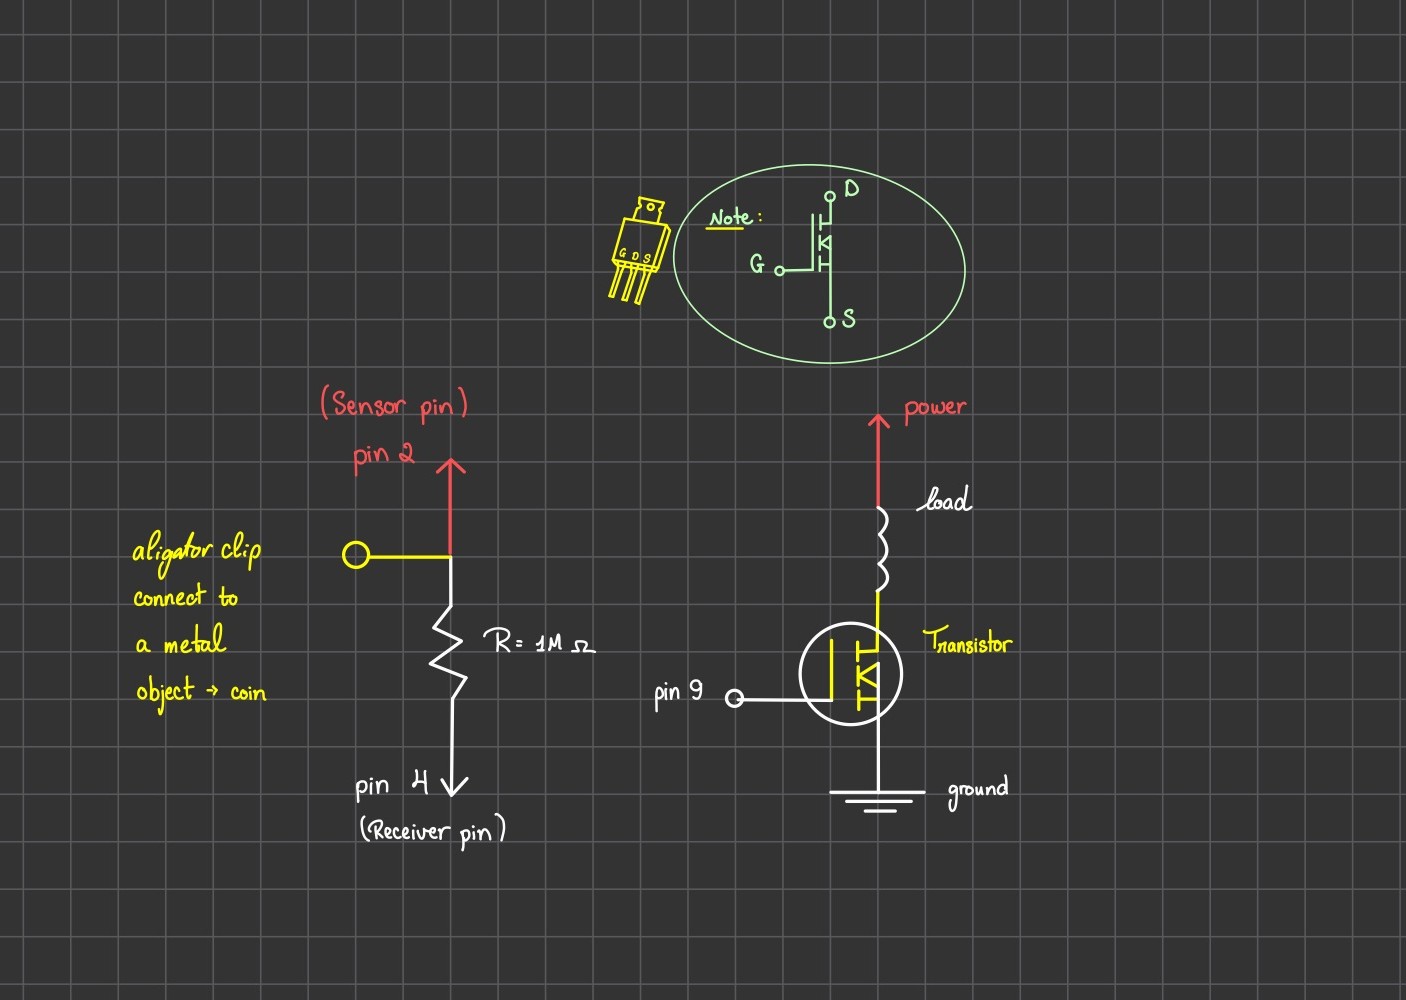 D
Note:
G D S
G
S
(Sensor pin)
pin 2
power
load
aligator clip
connect to
a metal
object → coin
R = 1M Ω
Transistor
pin 9
pin 4
(Receiver pin)
ground